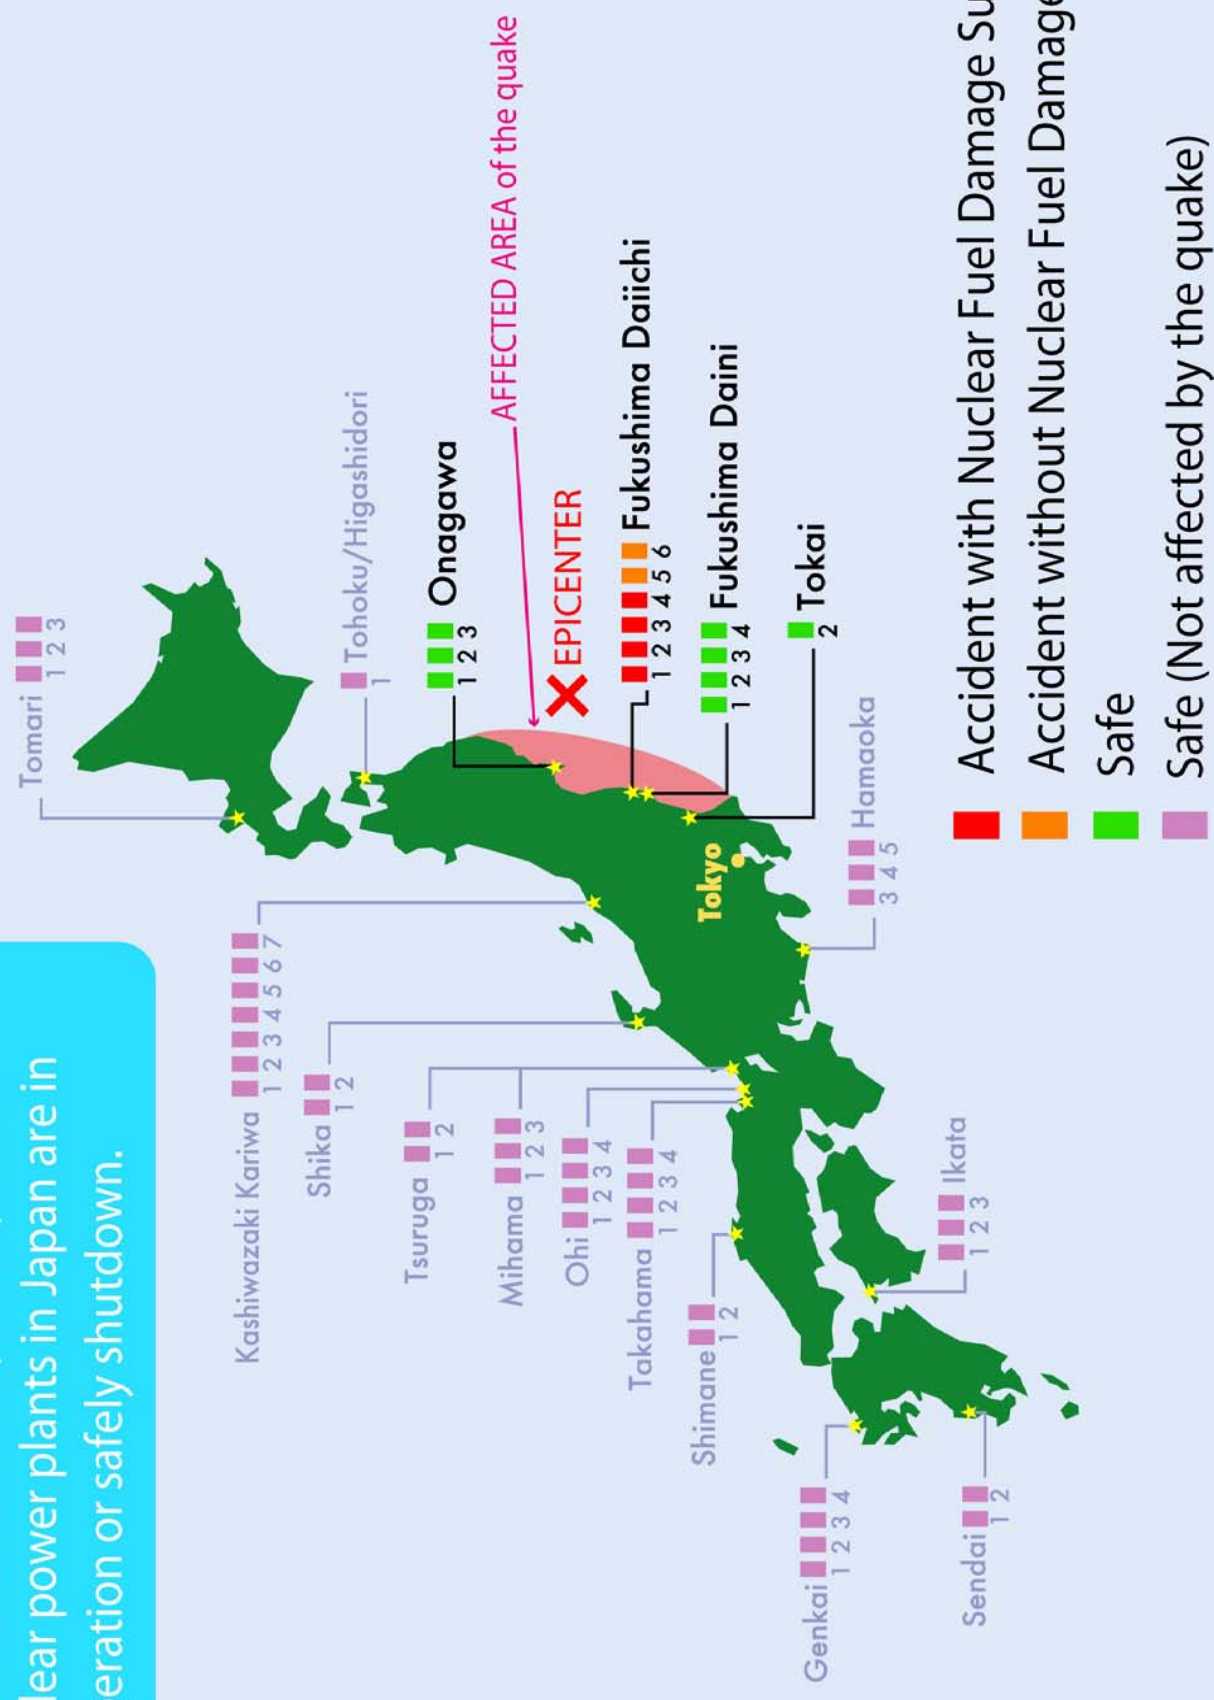 lear power plants in Japan are in
eration or safely shutdown.
Tomari
1 2 3
Tohoku/Higashidori
1
Kashiwazaki Kariwa
1 2 3 4 5 6 7
Shika
1 2
Onagawa
1 2 3
AFFECTED AREA of the quake
EPICENTER
Tsuruga
1 2
Mihama
1 2 3
Ohi
1 2 3 4
Takahama
1 2 3 4
Fukushima Daiichi
1 2 3 4 5 6
Fukushima Daini
1 2 3 4
Tokyo
Tokai
2
Shimane
1 2
Hamaoka
3 4 5
Genkai
1 2 3 4
Ikata
1 2 3
Sendai
1 2
Accident with Nuclear Fuel Damage Su
Accident without Nuclear Fuel Damage
Safe
Safe (Not affected by the quake)